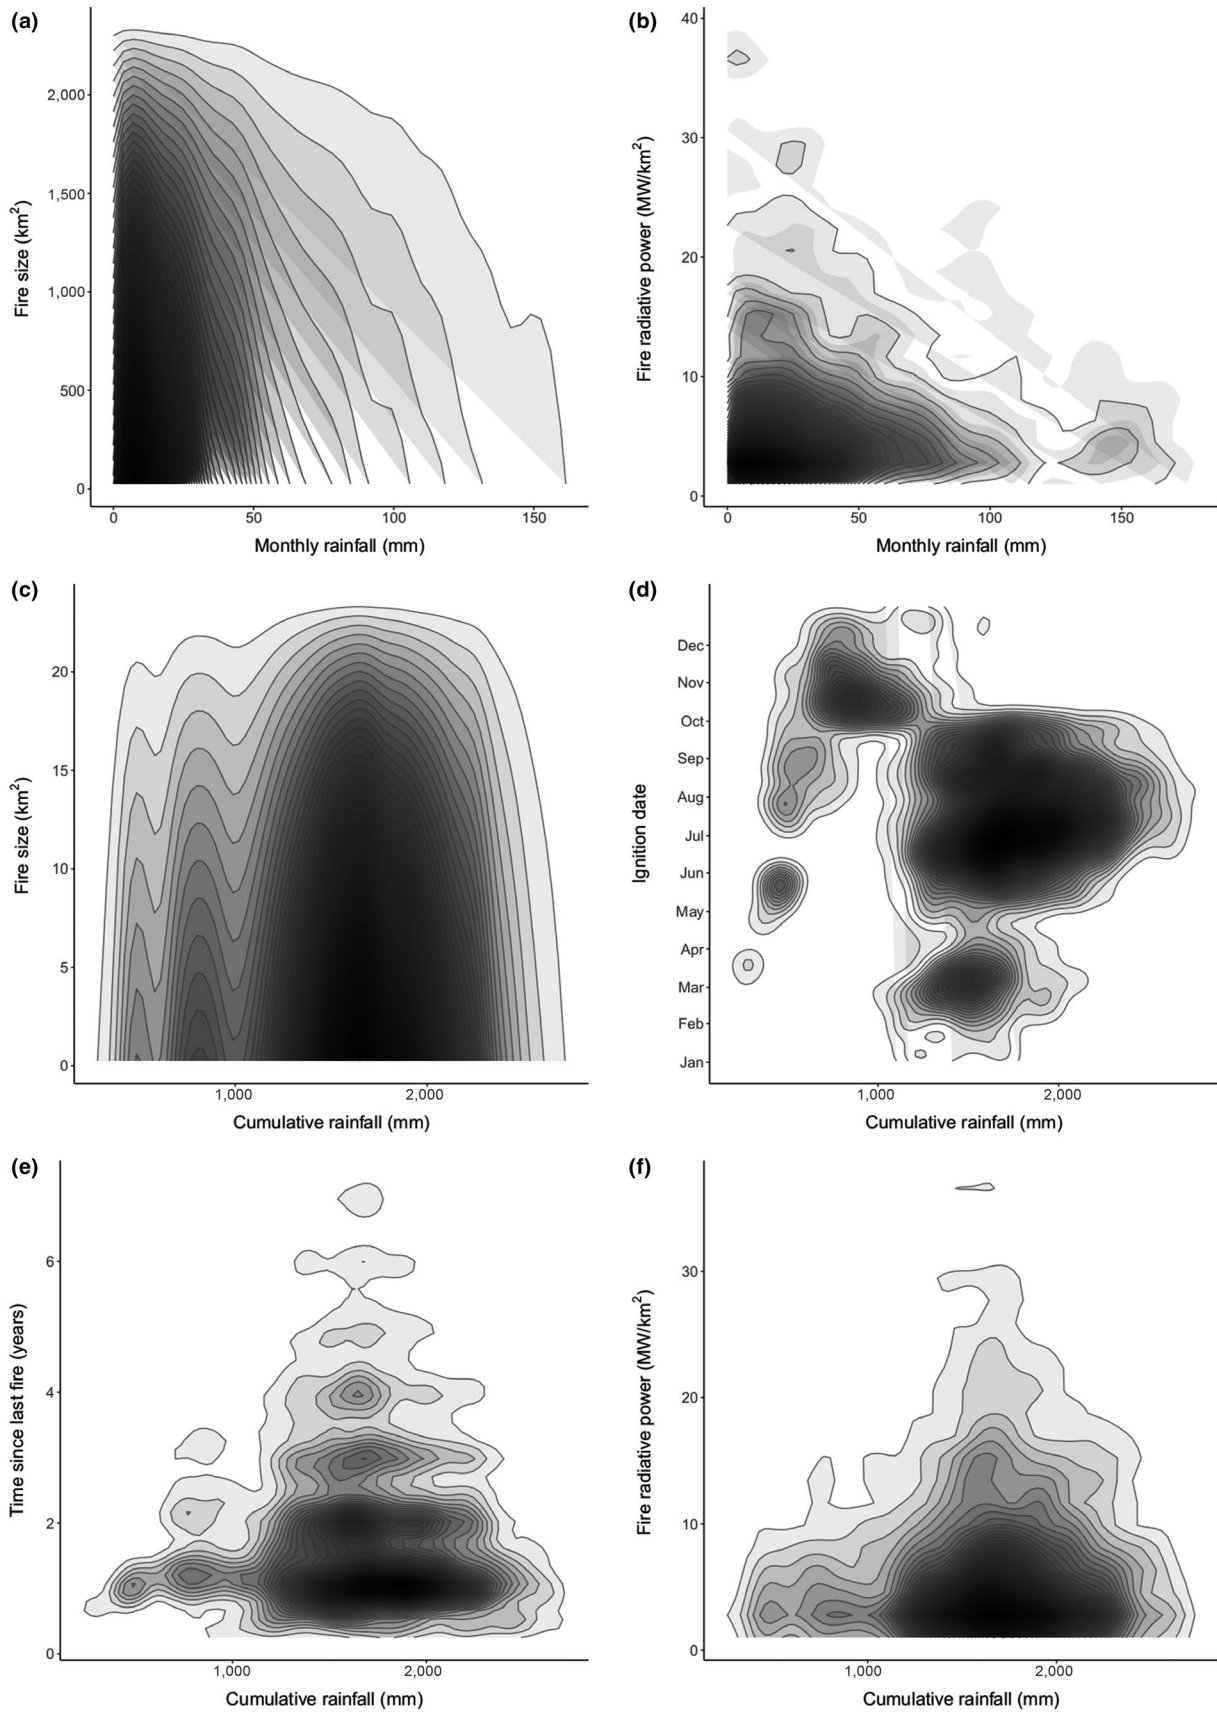 (a)
Fire size (km²)
2,000
1,500
1,000
500
0
0 50 100 150
Monthly rainfall (mm)
(b)
Fire radiative power (MW/km²)
40
30
20
10
0
0 50 100 150
Monthly rainfall (mm)
(c)
Fire size (km²)
20
15
10
5
0
1,000 2,000
Cumulative rainfall (mm)
(d)
Ignition date
Dec
Nov
Oct
Sep
Aug
Jul
Jun
May
Apr
Mar
Feb
Jan
1,000 2,000
Cumulative rainfall (mm)
(e)
Time since last fire (years)
6
4
2
0
1,000 2,000
Cumulative rainfall (mm)
(f)
Fire radiative power (MW/km²)
30
20
10
0
1,000 2,000
Cumulative rainfall (mm)